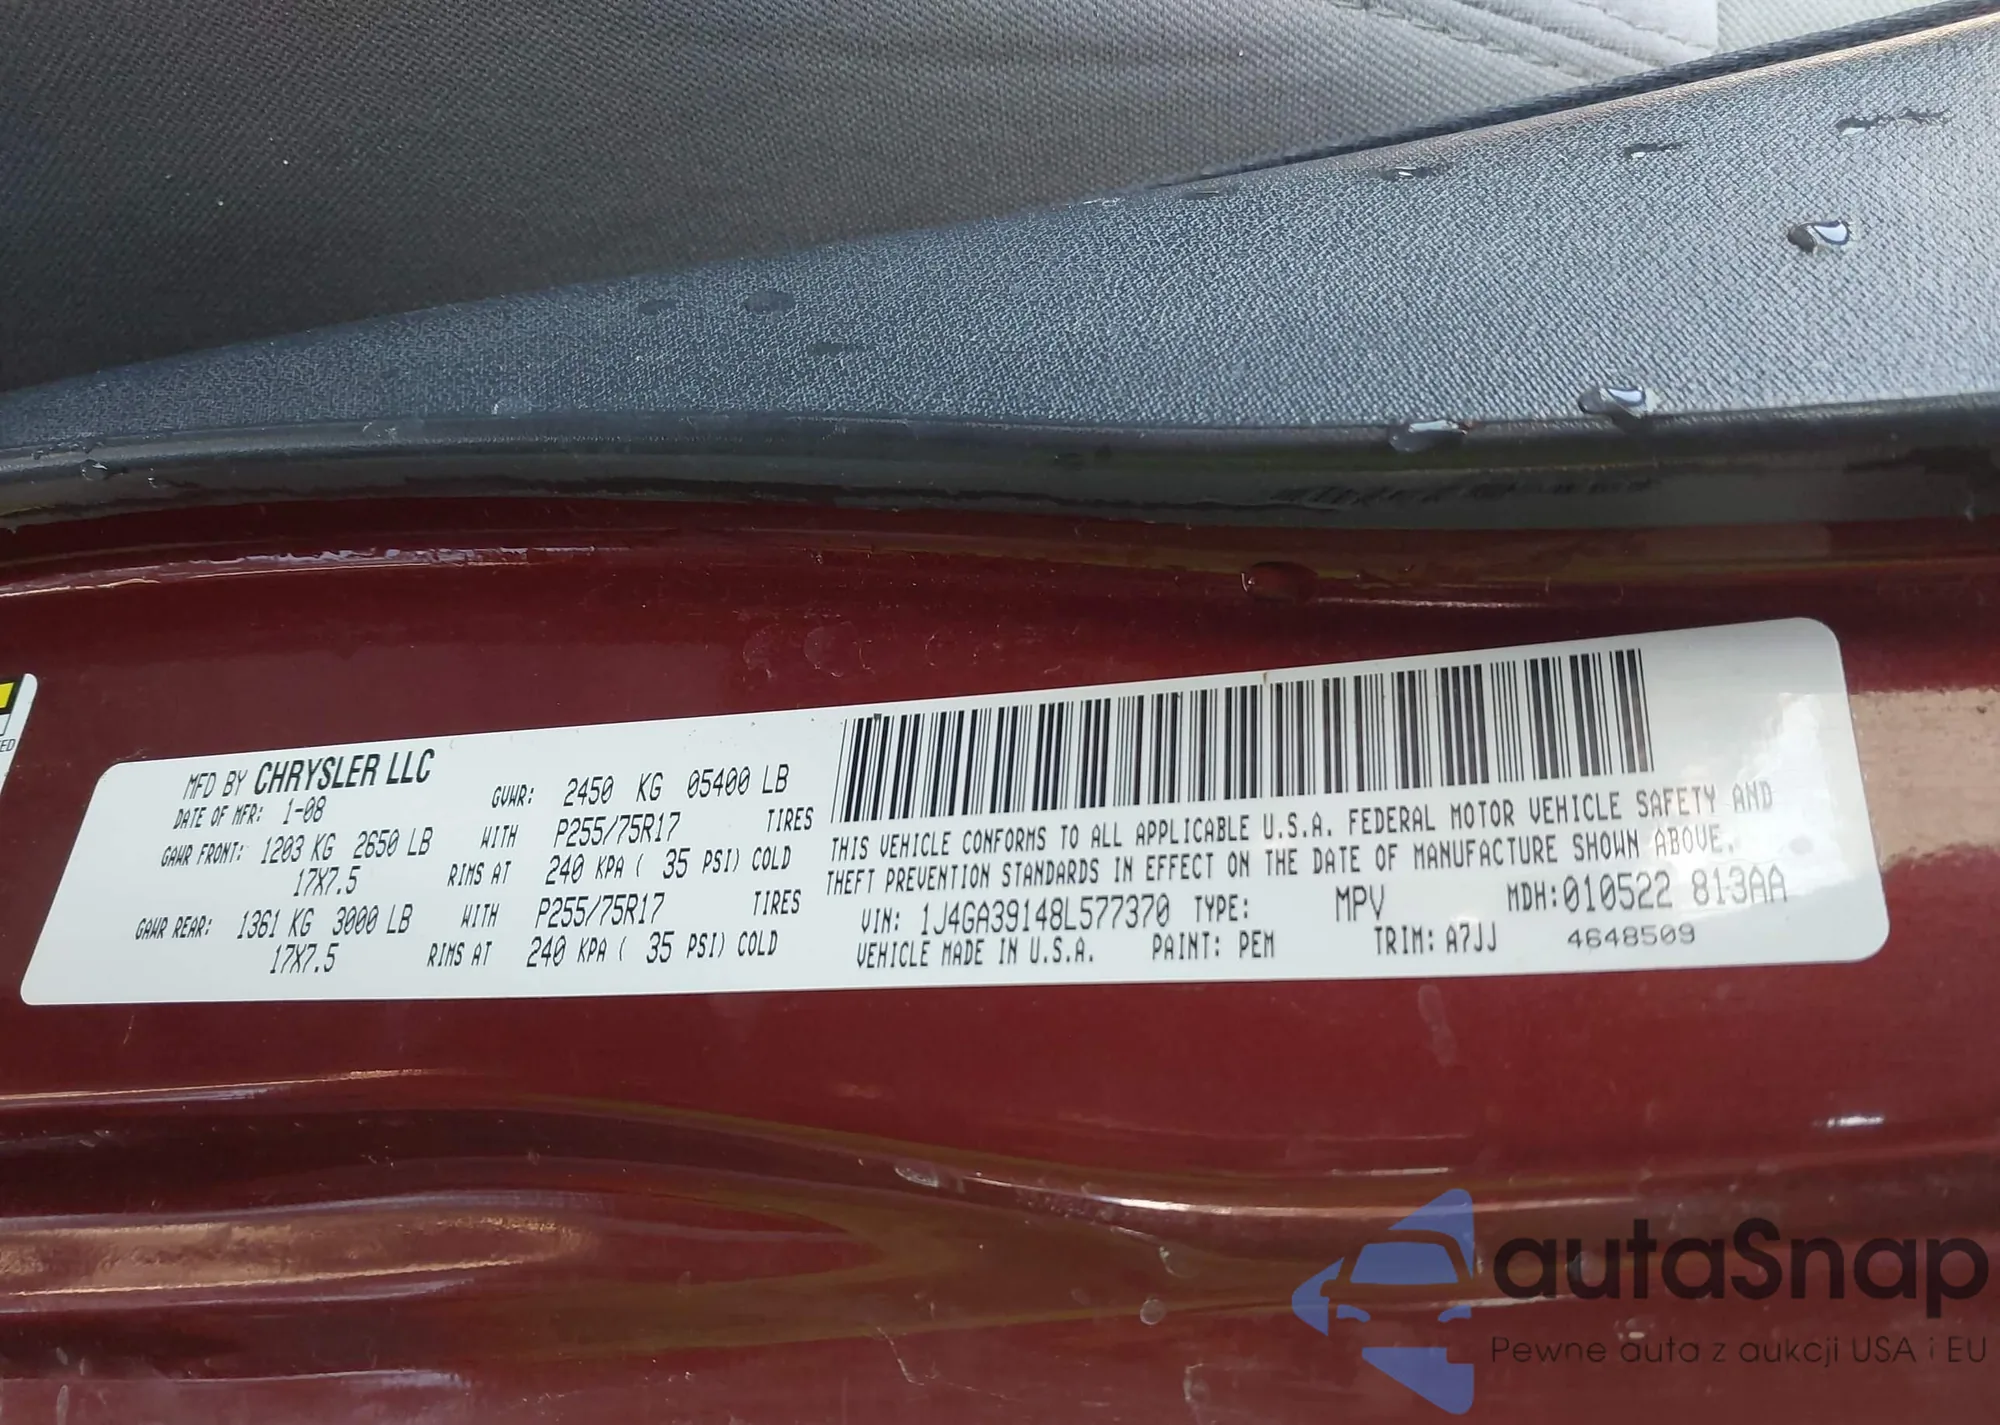 MFD BY CHRYSLER LLC
DATE OF MFR: 1-08
GVWR: 2450 KG 05400 LB
GAWR FRONT: 1203 KG 2650 LB WITH P255/75R17 TIRES
17X7.5 RIMS AT 240 KPA ( 35 PSI) COLD
GAWR REAR: 1361 KG 3000 LB WITH P255/75R17 TIRES
17X7.5 RIMS AT 240 KPA ( 35 PSI) COLD
THIS VEHICLE CONFORMS TO ALL APPLICABLE U.S.A. FEDERAL MOTOR VEHICLE SAFETY AND
THEFT PREVENTION STANDARDS IN EFFECT ON THE DATE OF MANUFACTURE SHOWN ABOVE.
VIN: 1J4GA39148L577370 TYPE: MPV MDH:010522 813AA
VEHICLE MADE IN U.S.A. PAINT: PEM TRIM: A7JJ 4648509
ED
autaSnap
Pewne auta z aukcji USA i EU